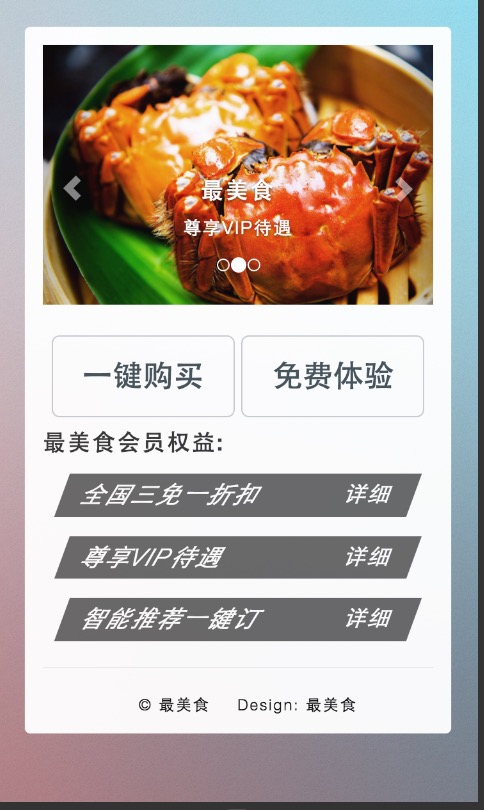 最美食
尊享VIP待遇
一键购买 免费体验
最美食会员权益:
全国三免一折扣 详细
尊享VIP待遇 详细
智能推荐一键订 详细
© 最美食 Design: 最美食